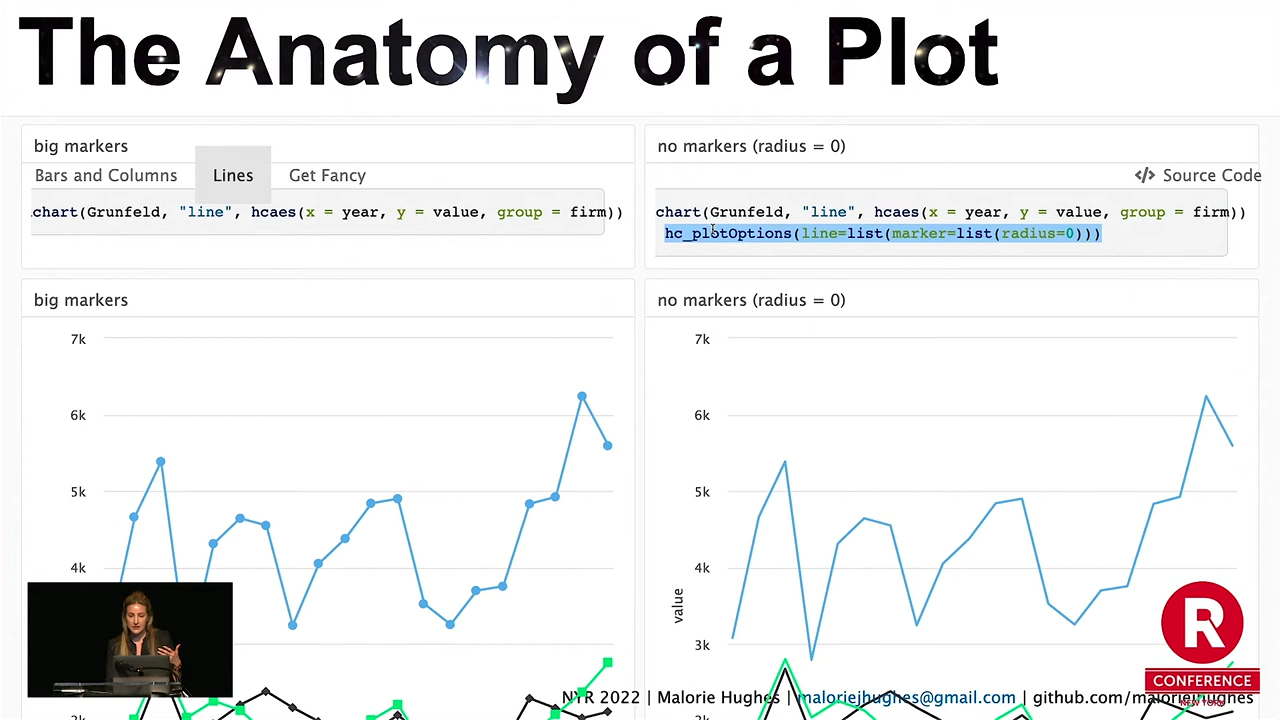 The Anatomy of a Plot
big markers
no markers (radius = 0)
Bars and Columns
Lines
Get Fancy
</> Source Code
chart(Grunfeld, "line", hcaes(x = year, y = value, group = firm))
chart(Grunfeld, "line", hcaes(x = year, y = value, group = firm))
hc_plotOptions(line=list(marker=list(radius=0)))
big markers
no markers (radius = 0)
7k
6k
5k
4k
7k
6k
5k
4k
3k
value
R
CONFERENCE
NEW YORK
NYR 2022 | Malorie Hughes | maloriejhughes@gmail.com | github.com/maloriejhughes